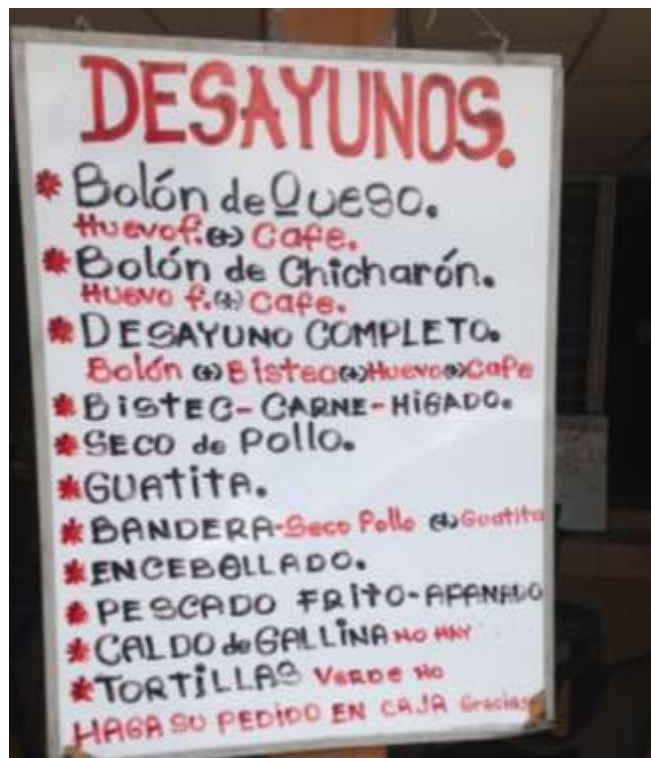 DESAYUNOS.
* Bolón de QUESO.
Huevo f. (+) Cafe.
* Bolón de Chicharón.
HUEVO f. (+) Cafe.
* DESAYUNO COMPLETO.
Bolón (+) Bistec (+) Huevo (+) Cafe
* BISTEC - CARNE - HIGADO.
* SECO de POLLO.
* GUATITA.
* BANDERA - Seco Pollo (+) Guatita
* ENCEBOLLADO.
* PESCADO FRITO - APANADO
* CALDO de GALLINA NO HAY
* TORTILLAS VERDE NO
HAGA SU PEDIDO EN CAJA Gracias